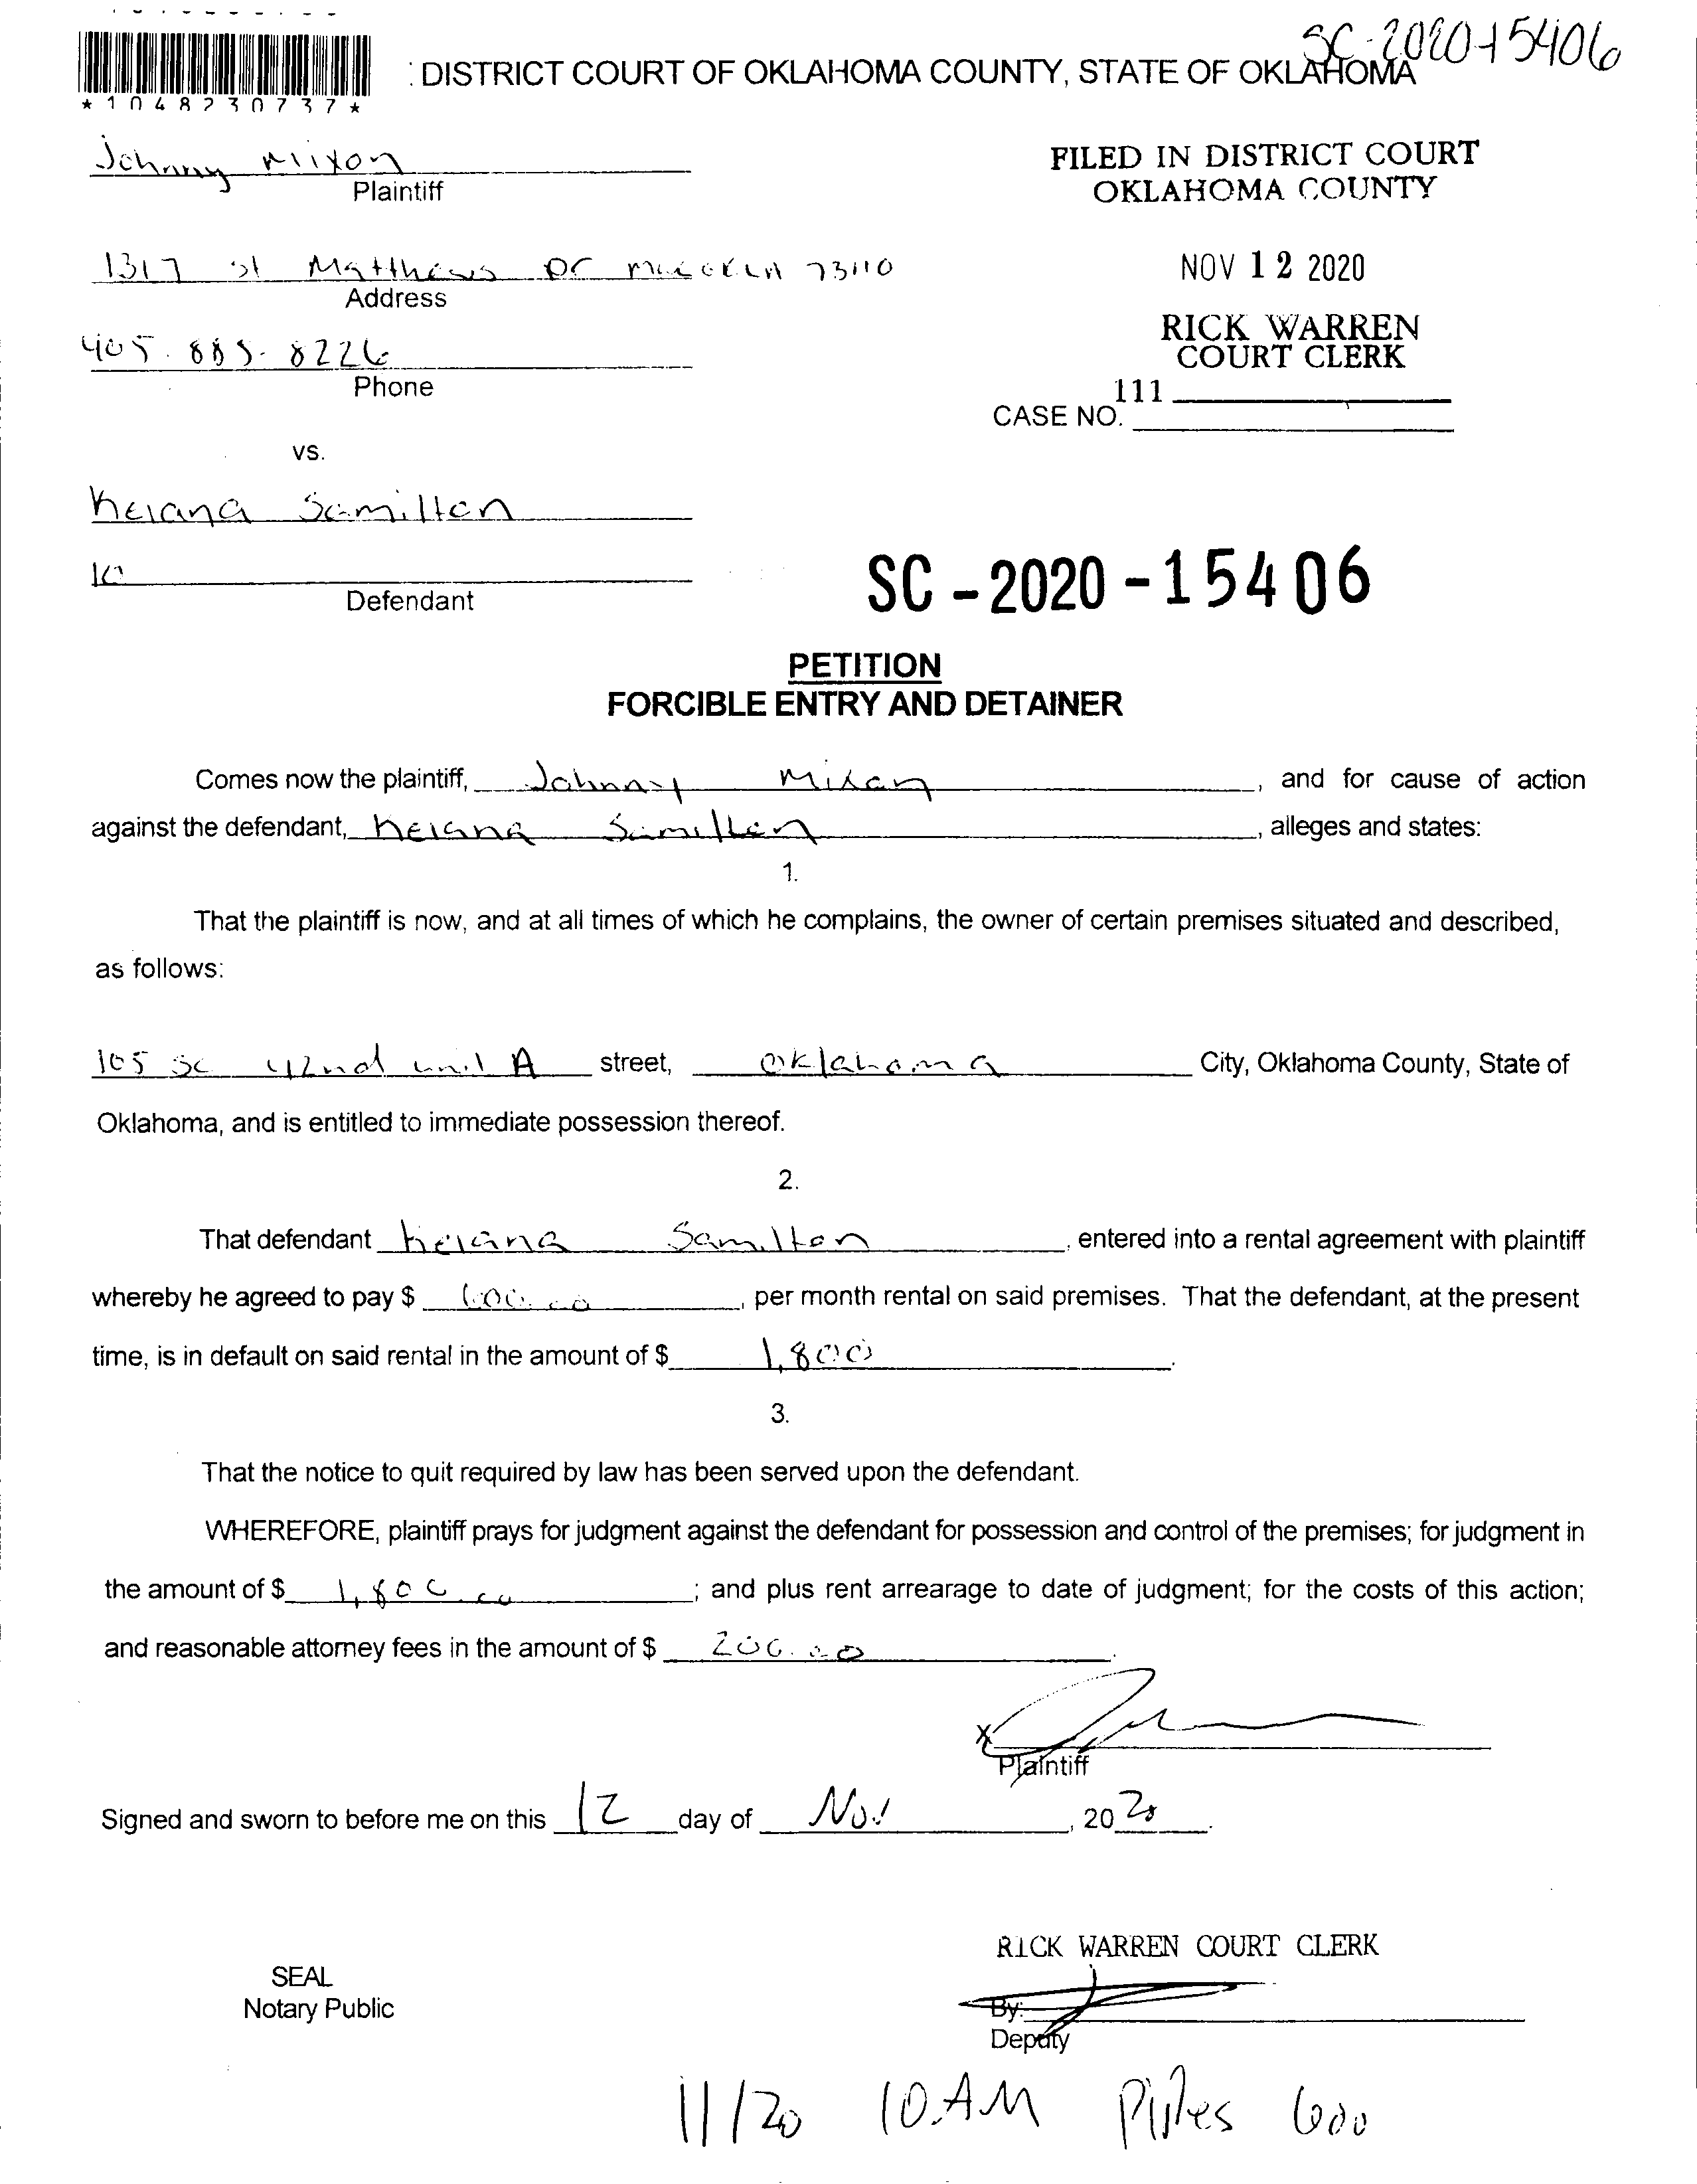 SC-2020-15406
: DISTRICT COURT OF OKLAHOMA COUNTY, STATE OF OKLAHOMA
*1048230737*
Johnny Mixon
Plaintiff
FILED IN DISTRICT COURT
OKLAHOMA COUNTY
1317 St Matthews Dr 73110
Address
NOV 12 2020
RICK WARREN
COURT CLERK
405.885.8226
Phone
111
CASE NO.
vs.
Keiana Samilton
Defendant
SC-2020-15406
PETITION
FORCIBLE ENTRY AND DETAINER
Comes now the plaintiff, Johnny Mixon, and for cause of action
against the defendant, Keiana Samilton, alleges and states:
1.
That the plaintiff is now, and at all times of which he complains, the owner of certain premises situated and described,
as follows:
105 SE 42nd unit A street, Oklahoma City, Oklahoma County, State of
Oklahoma, and is entitled to immediate possession thereof.
2.
That defendant Keiana Samilton, entered into a rental agreement with plaintiff
whereby he agreed to pay $ 600.00, per month rental on said premises. That the defendant, at the present
time, is in default on said rental in the amount of $ 1,800.
3.
That the notice to quit required by law has been served upon the defendant.
WHEREFORE, plaintiff prays for judgment against the defendant for possession and control of the premises; for judgment in
the amount of $ 1,800.00; and plus rent arrearage to date of judgment; for the costs of this action;
and reasonable attorney fees in the amount of $ 200.00.
X
Plaintiff
Signed and sworn to before me on this 12 day of Nov, 2020.
RICK WARREN COURT CLERK
SEAL
Notary Public
By:
Deputy
11/20 10AM 600